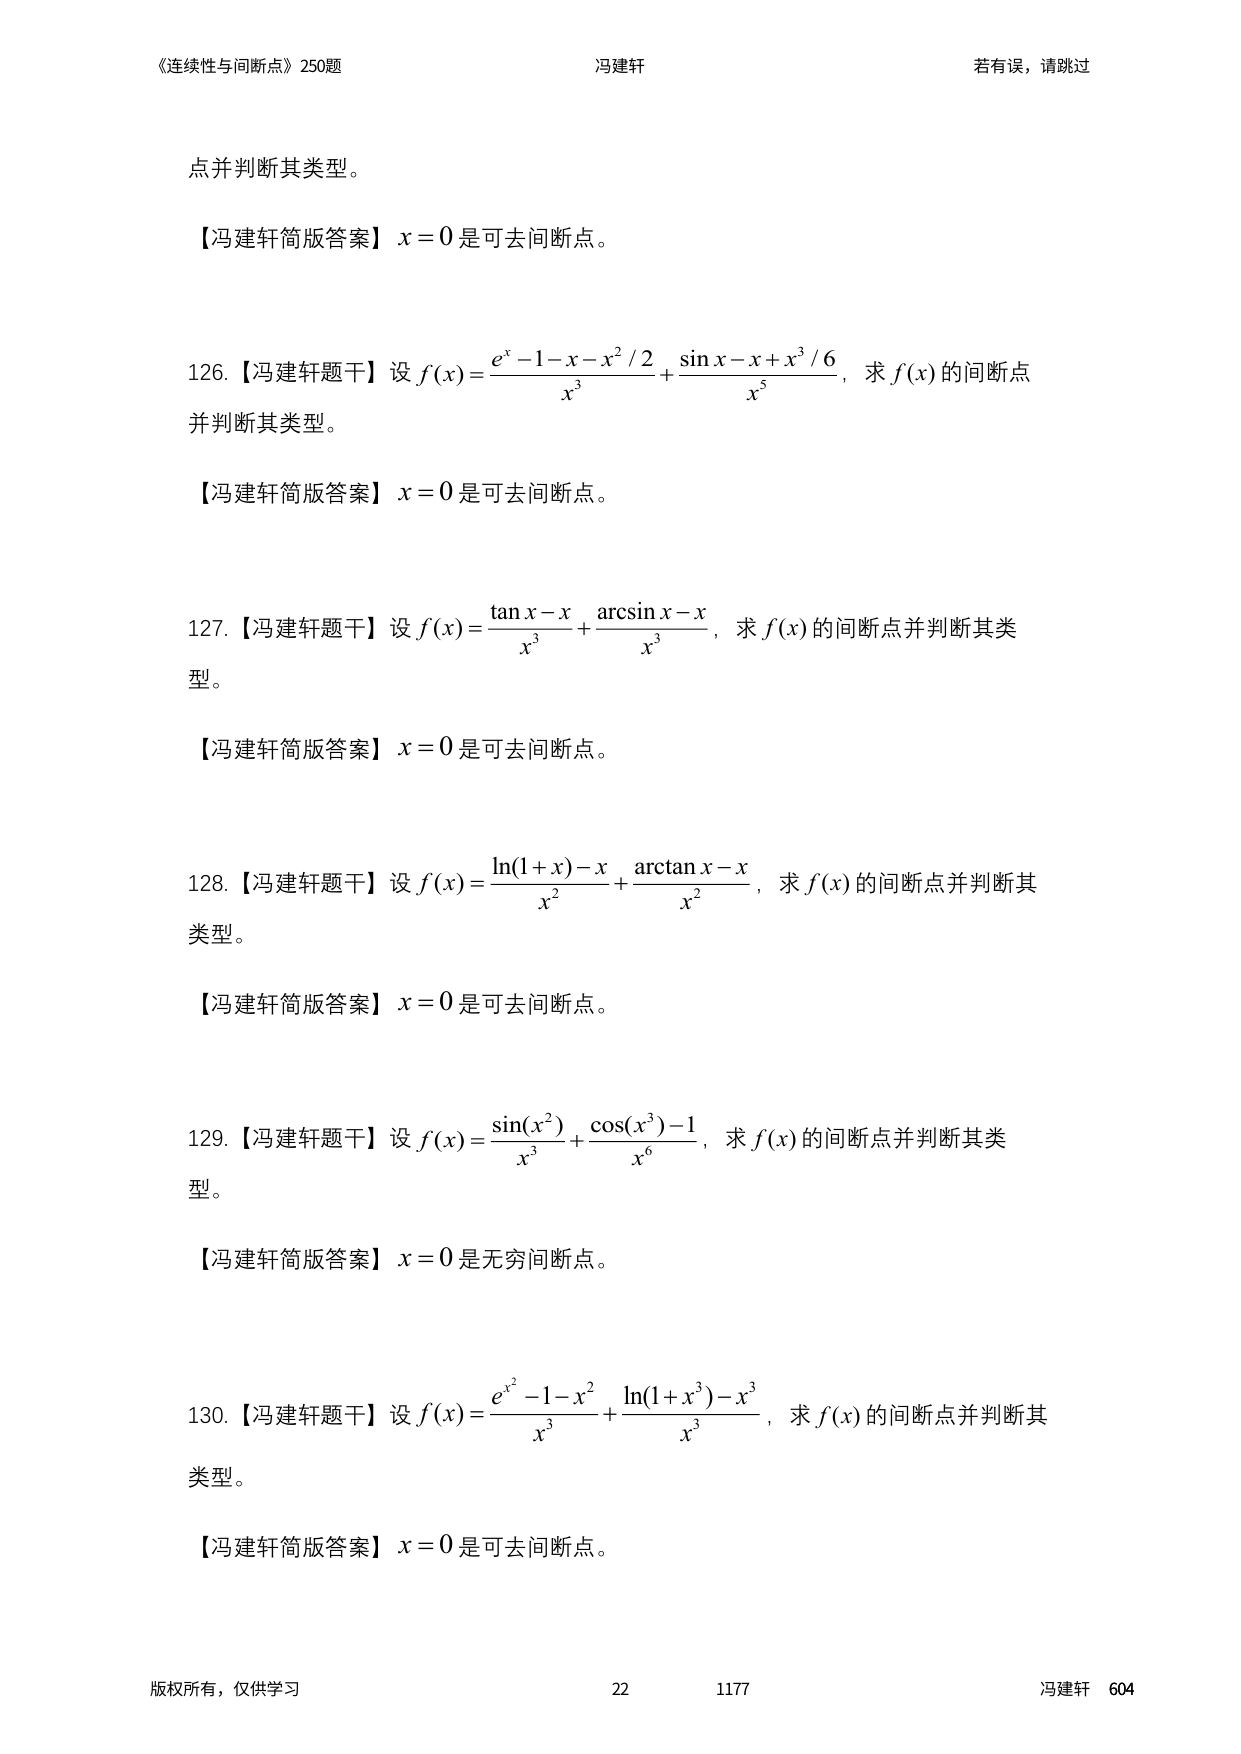 《连续性与间断点》250题 冯建轩 若有误，请跳过
点并判断其类型。
【冯建轩简版答案】 x = 0 是可去间断点。
126.【冯建轩题干】设 f(x) = \frac{e^x - 1 - x - x^2 / 2}{x^3} + \frac{\sin x - x + x^3 / 6}{x^5}，求 f(x) 的间断点
并判断其类型。
【冯建轩简版答案】 x = 0 是可去间断点。
127.【冯建轩题干】设 f(x) = \frac{\tan x - x}{x^3} + \frac{\arcsin x - x}{x^3}，求 f(x) 的间断点并判断其类
型。
【冯建轩简版答案】 x = 0 是可去间断点。
128.【冯建轩题干】设 f(x) = \frac{\ln(1 + x) - x}{x^2} + \frac{\arctan x - x}{x^2}，求 f(x) 的间断点并判断其
类型。
【冯建轩简版答案】 x = 0 是可去间断点。
129.【冯建轩题干】设 f(x) = \frac{\sin(x^2)}{x^3} + \frac{\cos(x^3) - 1}{x^6}，求 f(x) 的间断点并判断其类
型。
【冯建轩简版答案】 x = 0 是无穷间断点。
130.【冯建轩题干】设 f(x) = \frac{e^{x^2} - 1 - x^2}{x^3} + \frac{\ln(1 + x^3) - x^3}{x^3}，求 f(x) 的间断点并判断其
类型。
【冯建轩简版答案】 x = 0 是可去间断点。
版权所有，仅供学习 22 1177 冯建轩 604